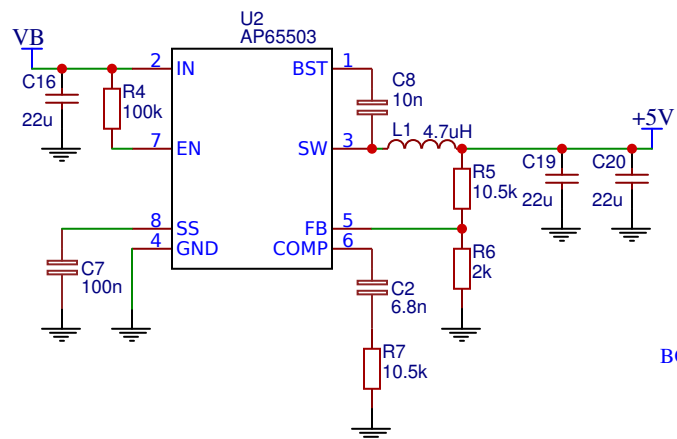 U2
AP65503
VB
2 IN
BST 1
C16
22u
R4
100k
C8
10n
7 EN
SW 3
L1 4.7uH
+5V
R5
10.5k
C19
22u
C20
22u
8 SS
4 GND
FB 5
COMP 6
C7
100n
R6
2k
C2
6.8n
R7
10.5k